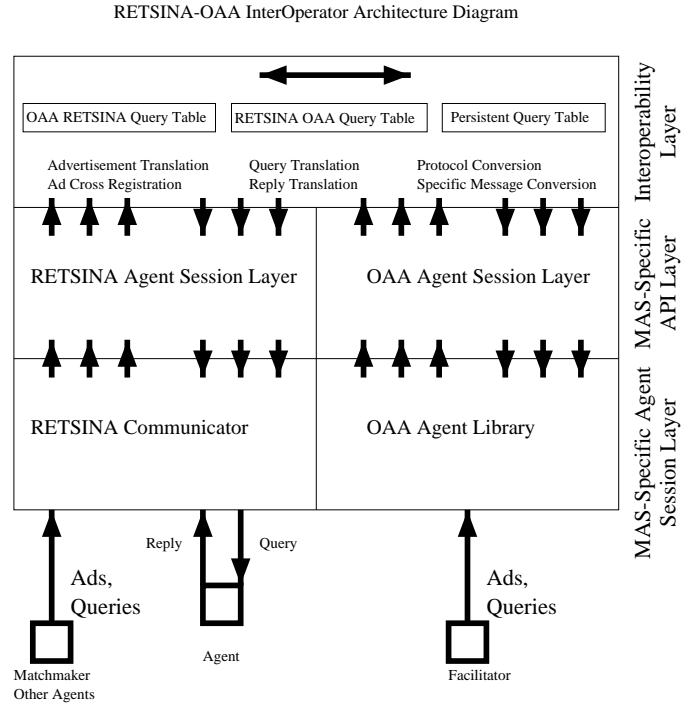 RETSINA-OAA InterOperator Architecture Diagram
OAA RETSINA Query Table
RETSINA OAA Query Table
Persistent Query Table
Advertisement Translation
Ad Cross Registration
Query Translation
Reply Translation
Protocol Conversion
Specific Message Conversion
Interoperability
Layer
RETSINA Agent Session Layer
OAA Agent Session Layer
MAS-Specific
API Layer
RETSINA Communicator
OAA Agent Library
MAS-Specific Agent
Session Layer
Reply
Query
Ads,
Queries
Ads,
Queries
Agent
Matchmaker
Other Agents
Facilitator